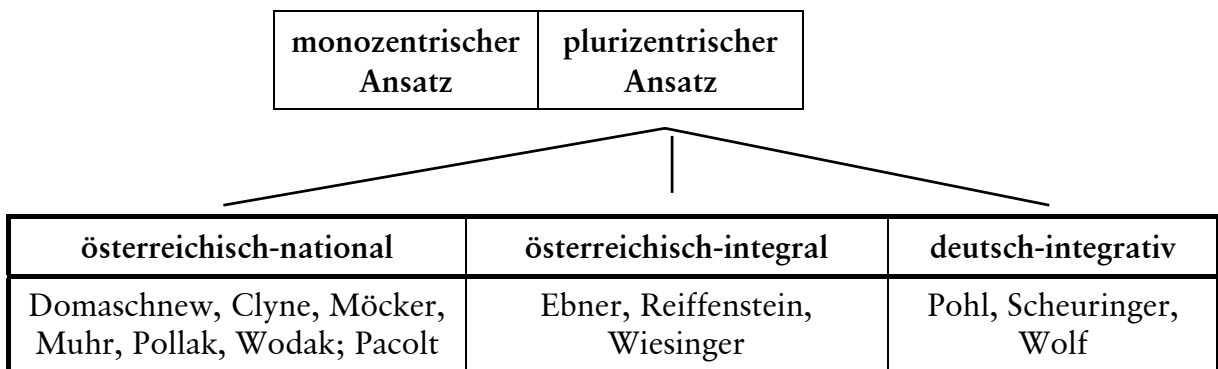 monozentrischer
Ansatz
plurizentrischer
Ansatz
österreichisch-national
österreichisch-integral
deutsch-integrativ
Domaschnew, Clyne, Möcker,
Muhr, Pollak, Wodak; Pacolt
Ebner, Reiffenstein,
Wiesinger
Pohl, Scheuringer,
Wolf